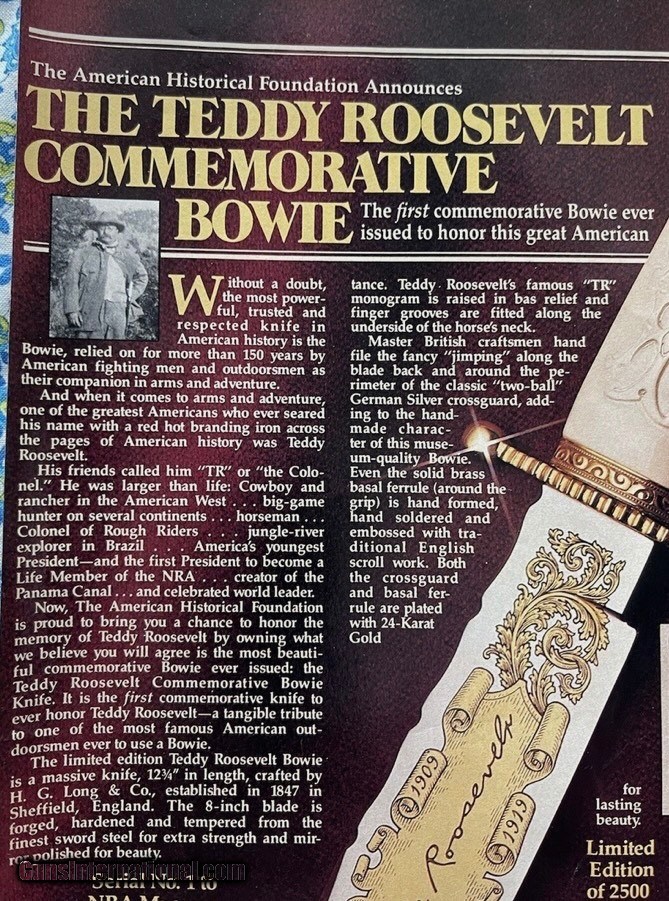 The American Historical Foundation Announces
THE TEDDY ROOSEVELT
COMMEMORATIVE
BOWIE
The first commemorative Bowie ever
issued to honor this great American
Without a doubt,
the most power-
ful, trusted and
respected knife in
American history is the
Bowie, relied on for more than 150 years by
American fighting men and outdoorsmen as
their companion in arms and adventure.
And when it comes to arms and adventure,
one of the greatest Americans who ever seared
his name with a red hot branding iron across
the pages of American history was Teddy
Roosevelt.
His friends called him "TR" or "the Colo-
nel." He was larger than life: Cowboy and
rancher in the American West . . . big-game
hunter on several continents . . . horseman . . .
Colonel of Rough Riders . . . jungle-river
explorer in Brazil . . . America's youngest
President—and the first President to become a
Life Member of the NRA . . . creator of the
Panama Canal . . . and celebrated world leader.
Now, The American Historical Foundation
is proud to bring you a chance to honor the
memory of Teddy Roosevelt by owning what
we believe you will agree is the most beauti-
ful commemorative Bowie ever issued: the
Teddy Roosevelt Commemorative Bowie
Knife. It is the first commemorative knife to
ever honor Teddy Roosevelt—a tangible tribute
to one of the most famous American out-
doorsmen ever to use a Bowie.
The limited edition Teddy Roosevelt Bowie
is a massive knife, 12¾" in length, crafted by
H. G. Long & Co., established in 1847 in
Sheffield, England. The 8-inch blade is
forged, hardened and tempered from the
finest sword steel for extra strength and mir-
ror polished for beauty.
Serial No. 1 to
tance. Teddy Roosevelt's famous "TR"
monogram is raised in bas relief and
finger grooves are fitted along the
underside of the horse's neck.
Master British craftsmen hand
file the fancy "jimping" along the
blade back and around the pe-
rimeter of the classic "two-ball"
German Silver crossguard, add-
ing to the hand-
made charac-
ter of this muse-
um-quality Bowie.
Even the solid brass
basal ferrule (around the
grip) is hand formed,
hand soldered and
embossed with tra-
ditional English
scroll work. Both
the crossguard
and basal fer-
rule are plated
with 24-Karat
Gold
for
lasting
beauty.
Limited
Edition
of 2500
1909
Roosevelt
1919
GunsInternational.com